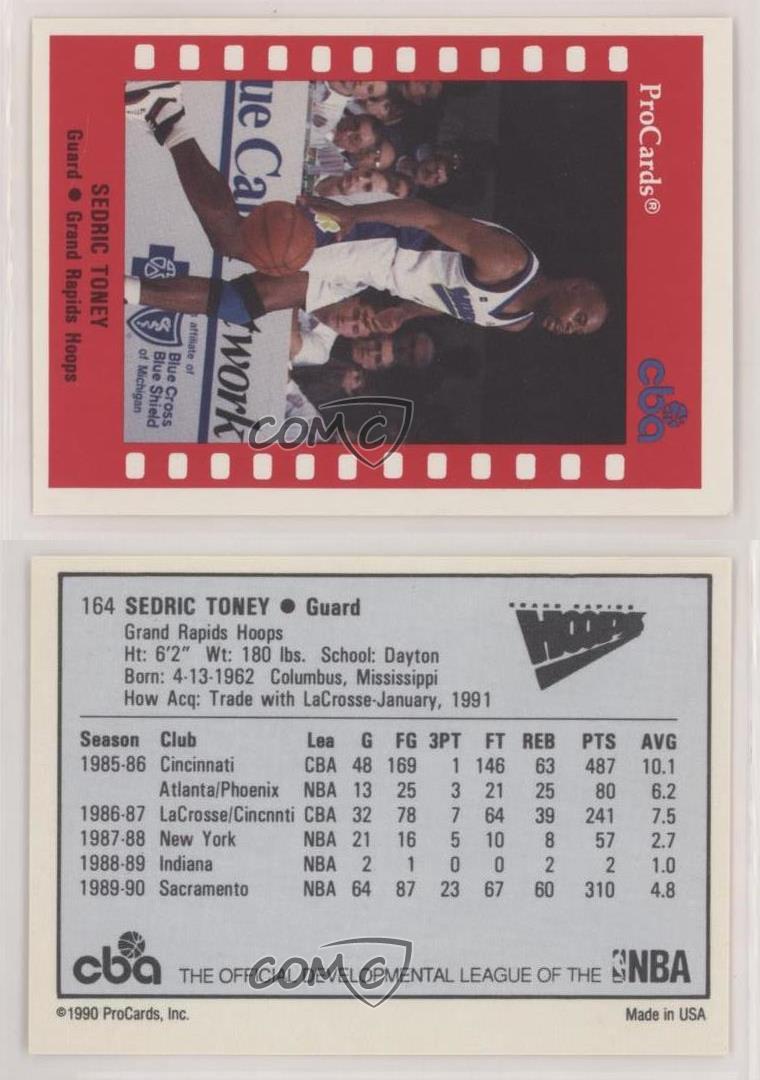 ProCards®
cba
ue Ca
twork
affiliate of
Blue Cross
Blue Shield
of Michigan
SEDRIC TONEY
Guard ● Grand Rapids Hoops
COMC
164 SEDRIC TONEY ● Guard
GRAND RAPIDS
HOOPS
Grand Rapids Hoops
Ht: 6'2" Wt: 180 lbs. School: Dayton
Born: 4-13-1962 Columbus, Mississippi
How Acq: Trade with LaCrosse-January, 1991
Season Club Lea G FG 3PT FT REB PTS AVG
1985-86 Cincinnati CBA 48 169 1 146 63 487 10.1
Atlanta/Phoenix NBA 13 25 3 21 25 80 6.2
1986-87 LaCrosse/Cincnnti CBA 32 78 7 64 39 241 7.5
1987-88 New York NBA 21 16 5 10 8 57 2.7
1988-89 Indiana NBA 2 1 0 0 2 2 1.0
1989-90 Sacramento NBA 64 87 23 67 60 310 4.8
cba THE OFFICIAL DEVELOPMENTAL LEAGUE OF THE NBA
COMC
©1990 ProCards, Inc. Made in USA